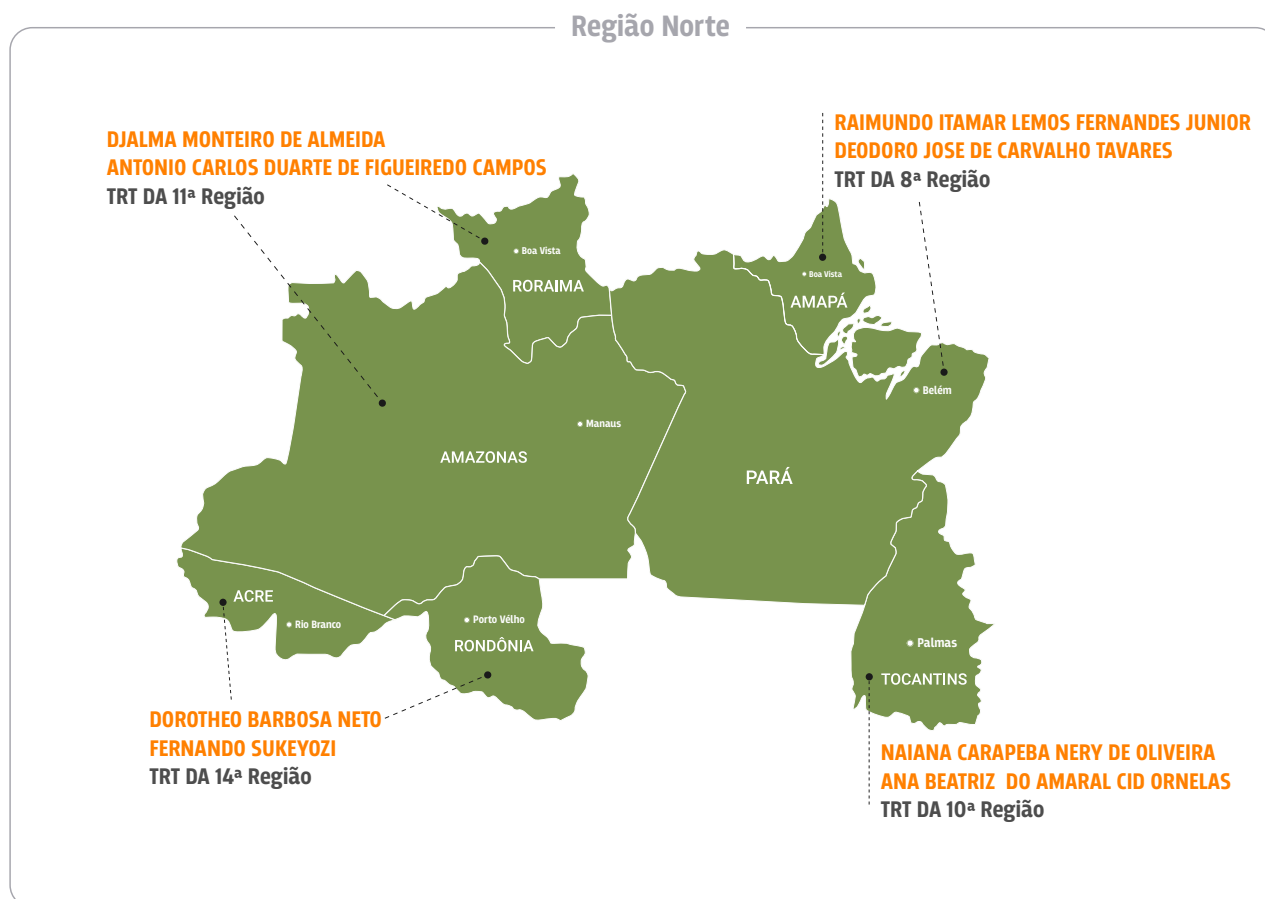 Região Norte
DJALMA MONTEIRO DE ALMEIDA
ANTONIO CARLOS DUARTE DE FIGUEIREDO CAMPOS
TRT DA 11ª Região
RAIMUNDO ITAMAR LEMOS FERNANDES JUNIOR
DEODORO JOSE DE CARVALHO TAVARES
TRT DA 8ª Região
Boa Vista
RORAIMA
Boa Vista
AMAPÁ
Belém
Manaus
AMAZONAS
PARÁ
ACRE
Rio Branco
Porto Vélho
RONDÔNIA
Palmas
TOCANTINS
DOROTHEO BARBOSA NETO
FERNANDO SUKEYOZI
TRT DA 14ª Região
NAIANA CARAPEBA NERY DE OLIVEIRA
ANA BEATRIZ DO AMARAL CID ORNELAS
TRT DA 10ª Região